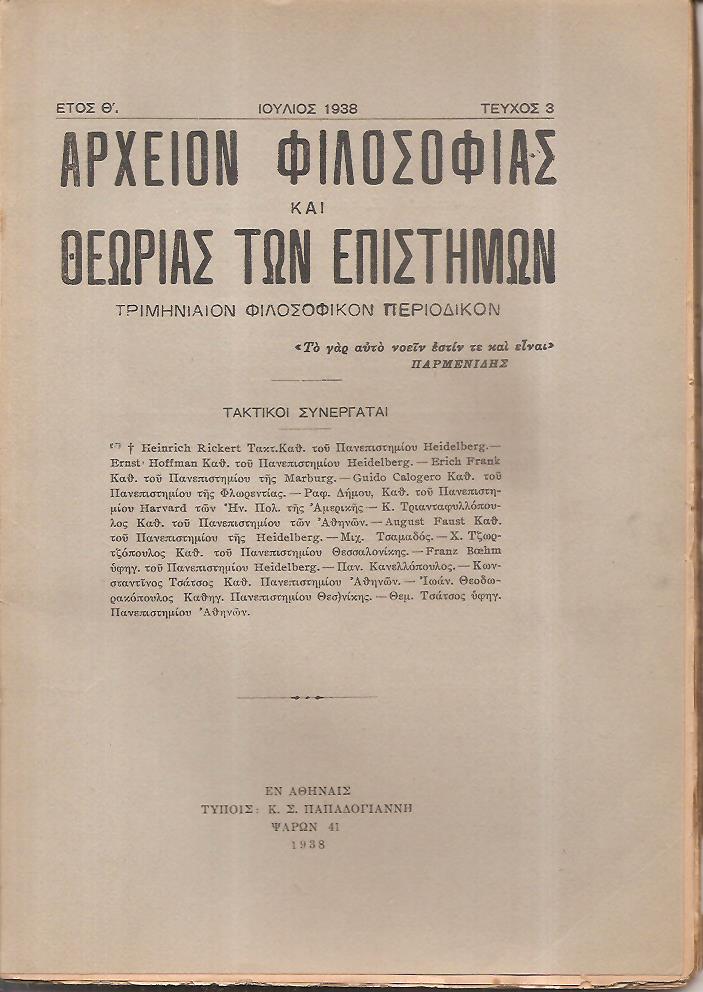 ΕΤΟΣ Θ'. ΙΟΥΛΙΟΣ 1938 ΤΕΥΧΟΣ 3
ΑΡΧΕΙΟΝ ΦΙΛΟΣΟΦΙΑΣ
ΚΑΙ
ΘΕΩΡΙΑΣ ΤΩΝ ΕΠΙΣΤΗΜΩΝ
ΤΡΙΜΗΝΙΑΙΟΝ ΦΙΛΟΣΟΦΙΚΟΝ ΠΕΡΙΟΔΙΚΟΝ
«Τὸ γὰρ αὐτὸ νοεῖν ἐστίν τε καὶ εἶναι»
ΠΑΡΜΕΝΙΔΗΣ
ΤΑΚΤΙΚΟΙ ΣΥΝΕΡΓΑΤΑΙ
† Heinrich Rickert Τακτ.Καθ. τοῦ Πανεπιστημίου Heidelberg.—
Ernst Hoffman Καθ. τοῦ Πανεπιστημίου Heidelberg. — Erich Frank
Καθ. τοῦ Πανεπιστημίου τῆς Marburg. — Guido Calogero Καθ. τοῦ
Πανεπιστημίου τῆς Φλωρεντίας. — Ραφ. Δήμου, Καθ. τοῦ Πανεπιστη-
μίου Harvard τῶν Ἡν. Πολ. τῆς Ἀμερικῆς — Κ. Τριανταφυλλόπου-
λος Καθ. τοῦ Πανεπιστημίου τῶν Ἀθηνῶν. — August Faust Καθ.
τοῦ Πανεπιστημίου τῆς Heidelberg. — Μιχ. Τσαμαδός. — Χ. Τζωρ-
τζόπουλος Καθ. τοῦ Πανεπιστημίου Θεσσαλονίκης. — Franz Bœhm
ὑφηγ. τοῦ Πανεπιστημίου Heidelberg. — Παν. Κανελλόπουλος. — Κων-
σταντῖνος Τσάτσος Καθ. Πανεπιστημίου Ἀθηνῶν. — Ἰωάν. Θεοδω-
ρακόπουλος Καθηγ. Πανεπιστημίου Θεσ)νίκης. — Θεμ. Τσάτσος ὑφηγ.
Πανεπιστημίου Ἀθηνῶν.
ΕΝ ΑΘΗΝΑΙΣ
ΤΥΠΟΙΣ: Κ. Σ. ΠΑΠΑΔΟΓΙΑΝΝΗ
ΨΑΡΩΝ 41
1938